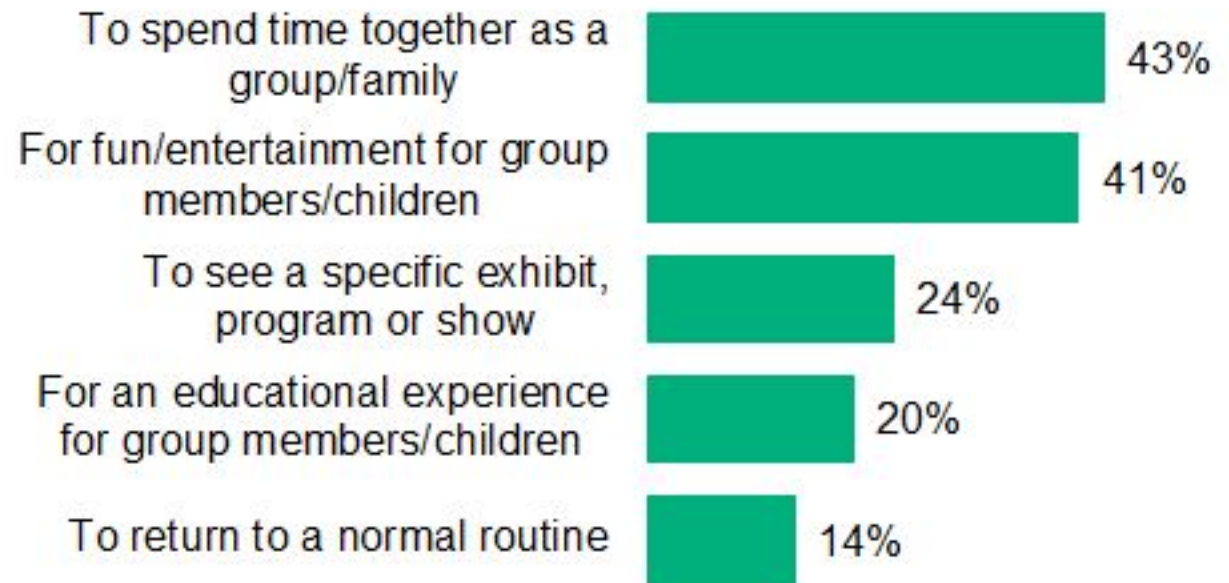 To spend time together as a
group/family
43%
For fun/entertainment for group
members/children
41%
To see a specific exhibit,
program or show
24%
For an educational experience
for group members/children
20%
To return to a normal routine
14%